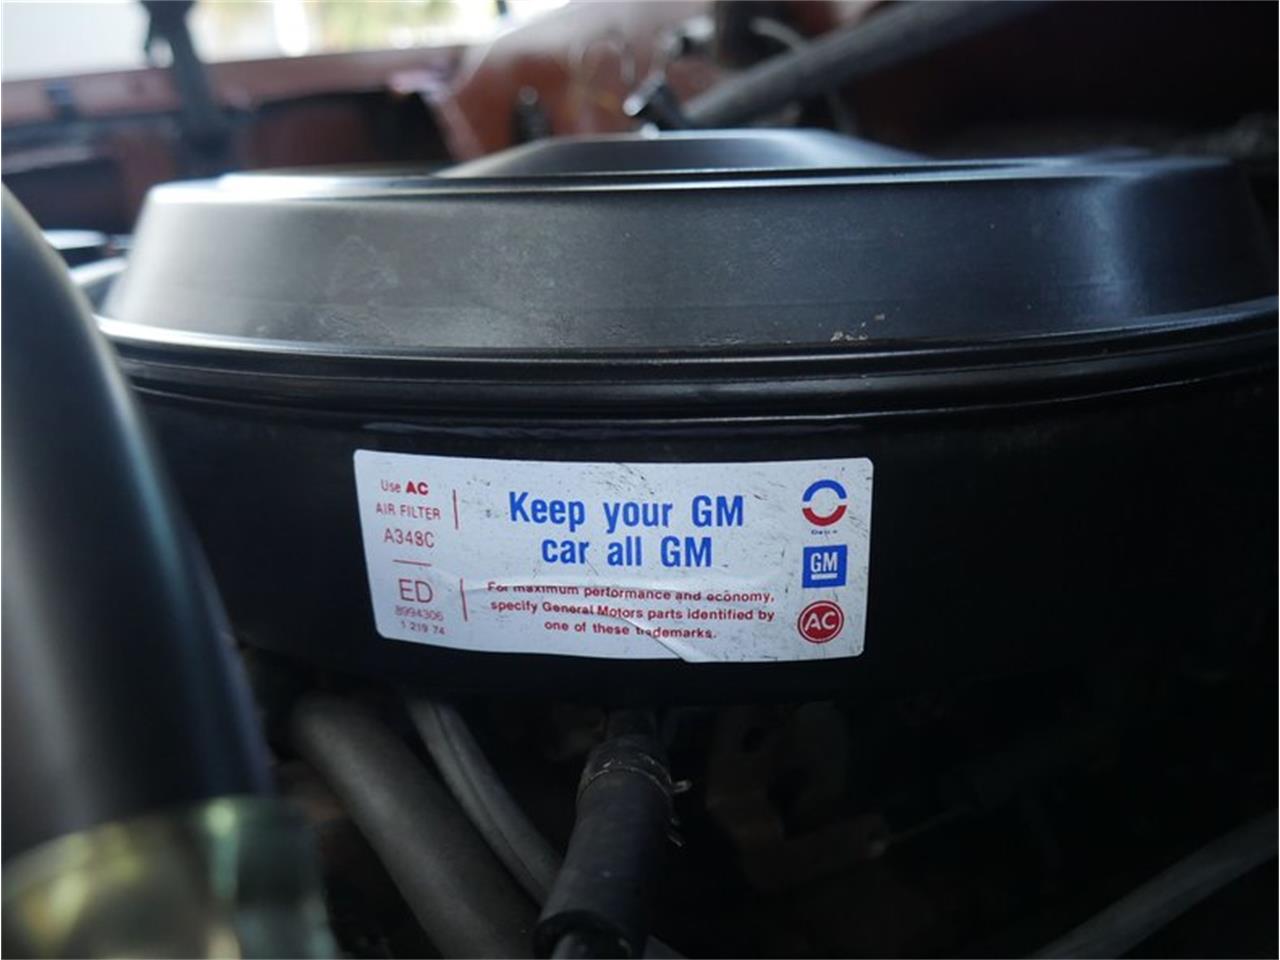 Use AC
AIR FILTER
A348C
ED
8994306
1 219 74
Keep your GM
car all GM
For maximum performance and economy,
specify General Motors parts identified by
one of these trademarks.
Delco
GM
AC